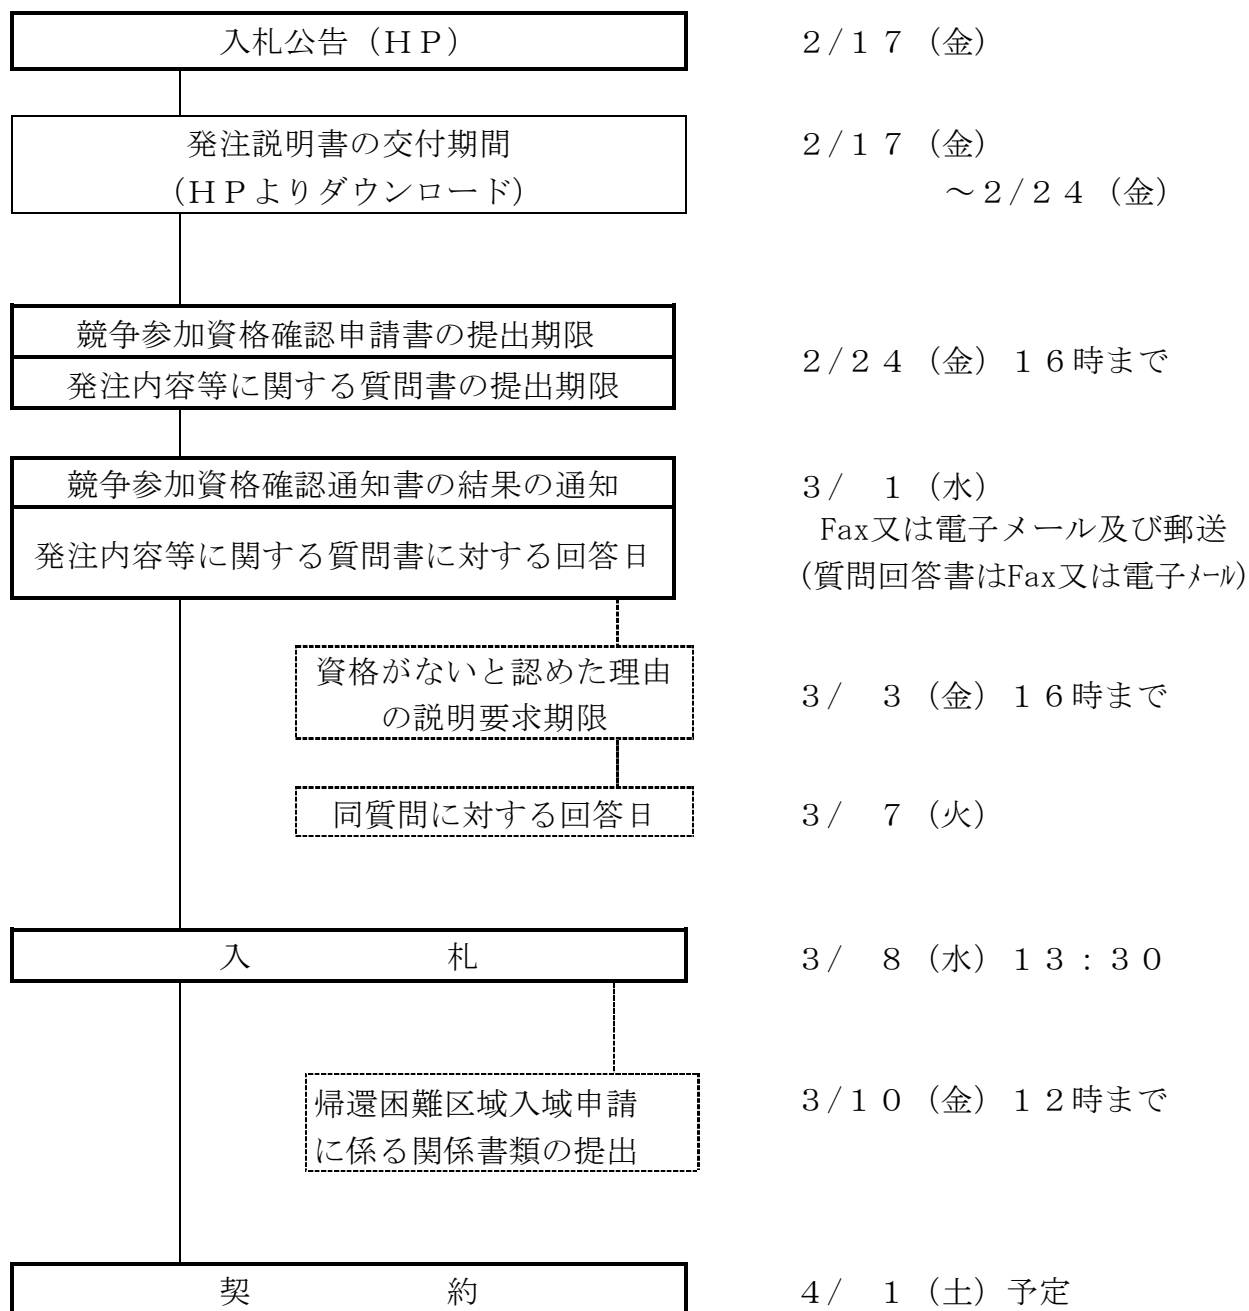 入札公告（ＨＰ）　２/１７（金）
発注説明書の交付期間　２/１７（金）
（ＨＰよりダウンロード）　～２/２４（金）
競争参加資格確認申請書の提出期限
２/２４（金）１６時まで
発注内容等に関する質問書の提出期限
競争参加資格確認通知書の結果の通知　３/　１（水）
Fax又は電子メール及び郵送
発注内容等に関する質問書に対する回答日
(質問回答書はFax又は電子ﾒｰﾙ)
資格がないと認めた理由
の説明要求期限
３/　３（金）１６時まで
同質問に対する回答日　３/　７（火）
入　札　３/　８（水）１３：３０
帰還困難区域入域申請　３/１０（金）１２時まで
に係る関係書類の提出
契　約　４/　１（土）予定